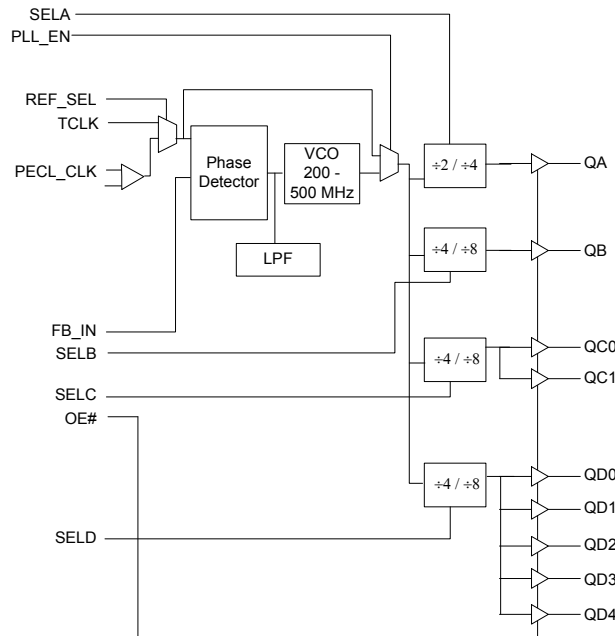 SELA
PLL_EN
REF_SEL
TCLK
PECL_CLK
Phase
Detector
VCO
200 -
500 MHz
LPF
÷2 / ÷4
QA
÷4 / ÷8
QB
FB_IN
SELB
÷4 / ÷8
QC0
QC1
SELC
OE#
÷4 / ÷8
QD0
QD1
QD2
QD3
QD4
SELD